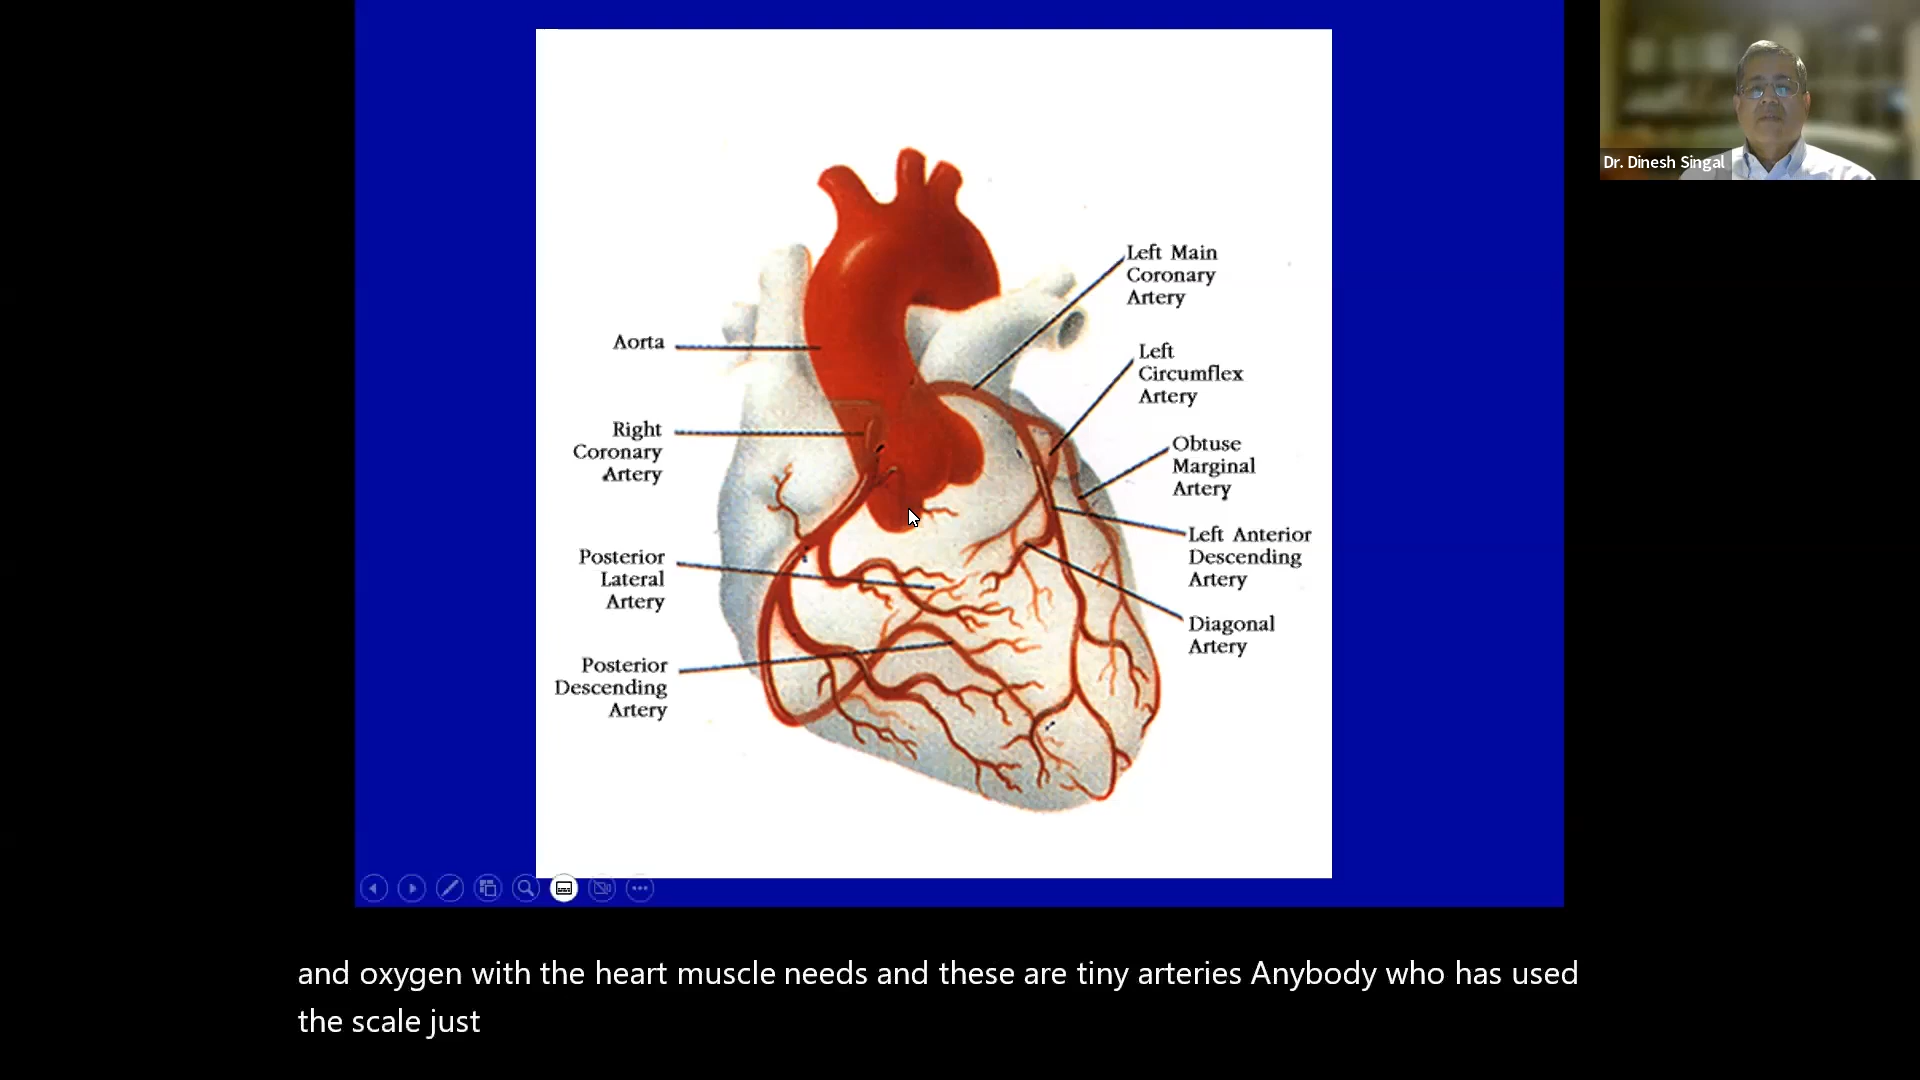 Dr. Dinesh Singal
Left Main
Coronary
Artery
Aorta
Left
Circumflex
Artery
Right
Coronary
Artery
Obtuse
Marginal
Artery
Left Anterior
Descending
Artery
Posterior
Lateral
Artery
Diagonal
Artery
Posterior
Descending
Artery
and oxygen with the heart muscle needs and these are tiny arteries Anybody who has used
the scale just